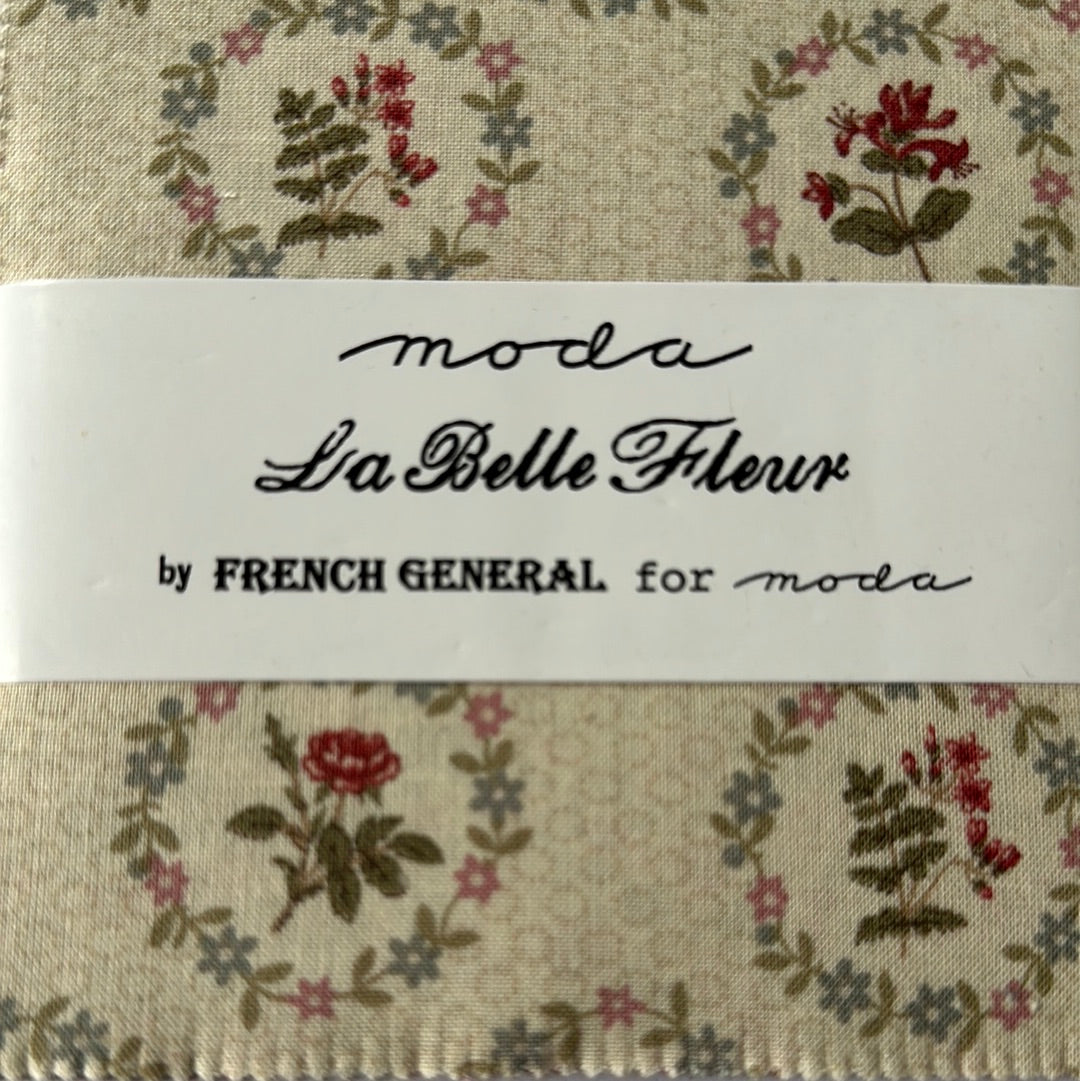 moda
La Belle Fleur
by FRENCH GENERAL for moda